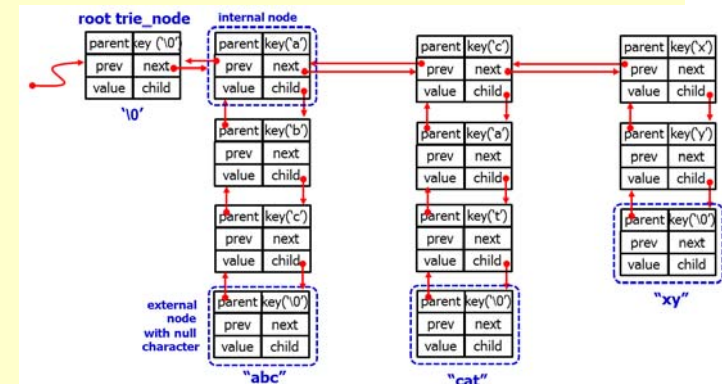 root trie_node
parent key ('\0')
prev next
value child
'\0'
internal node
parent key('a')
prev next
value child
parent key('b')
prev next
value child
parent key('c')
prev next
value child
external
node
with null
character
parent key('\0')
prev next
value child
"abc"
parent key('c')
prev next
value child
parent key('a')
prev next
value child
parent key('t')
prev next
value child
parent key('\0')
prev next
value child
"cat"
parent key('x')
prev next
value child
parent key('y')
prev next
value child
parent key('\0')
prev next
value child
"xy"